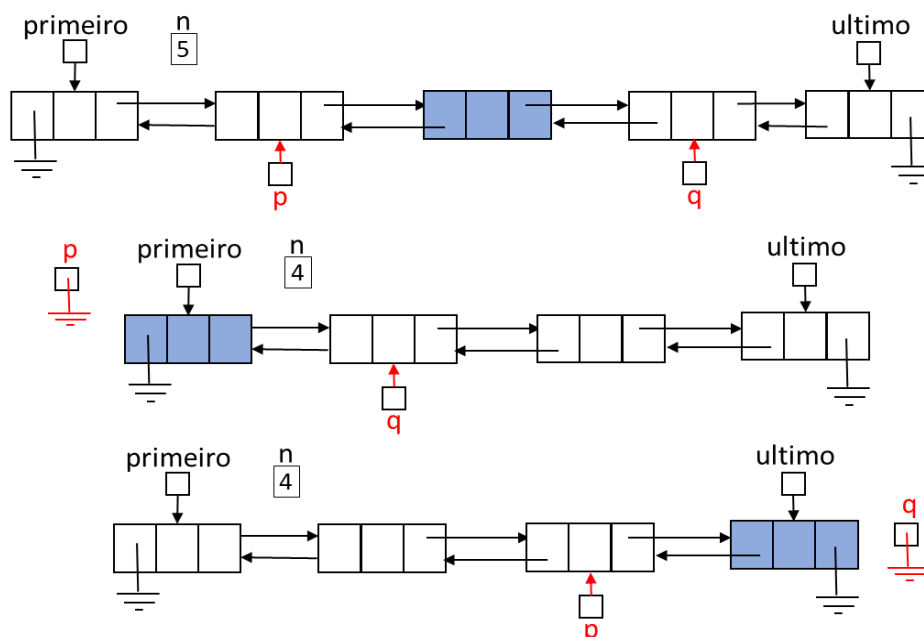 primeiro n ultimo
5
p q
p primeiro n ultimo
4
q
primeiro n ultimo
4 q
p